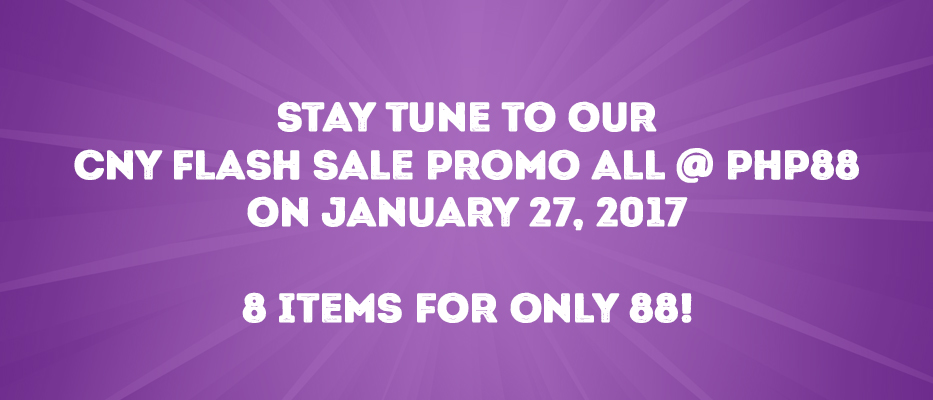 STAY TUNE TO OUR
CNY FLASH SALE PROMO ALL @ PHP88
ON JANUARY 27, 2017
8 ITEMS FOR ONLY 88!